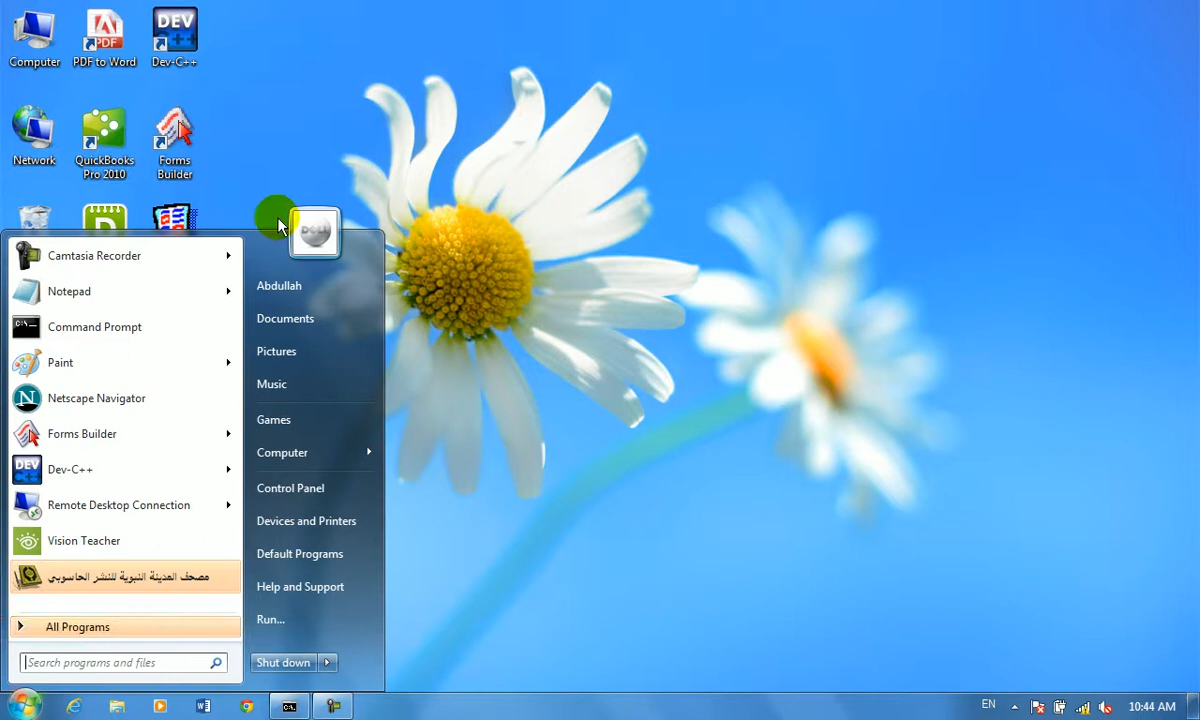 Computer
PDF to Word
Dev-C++
Network
QuickBooks Pro 2010
Forms Builder
Camtasia Recorder
Notepad
Command Prompt
Paint
Netscape Navigator
Forms Builder
Dev-C++
Remote Desktop Connection
Vision Teacher
مصحف المدينة النبوية للنشر الحاسوبي
All Programs
Search programs and files
DELL
Abdullah
Documents
Pictures
Music
Games
Computer
Control Panel
Devices and Printers
Default Programs
Help and Support
Run...
Shut down
EN
10:44 AM